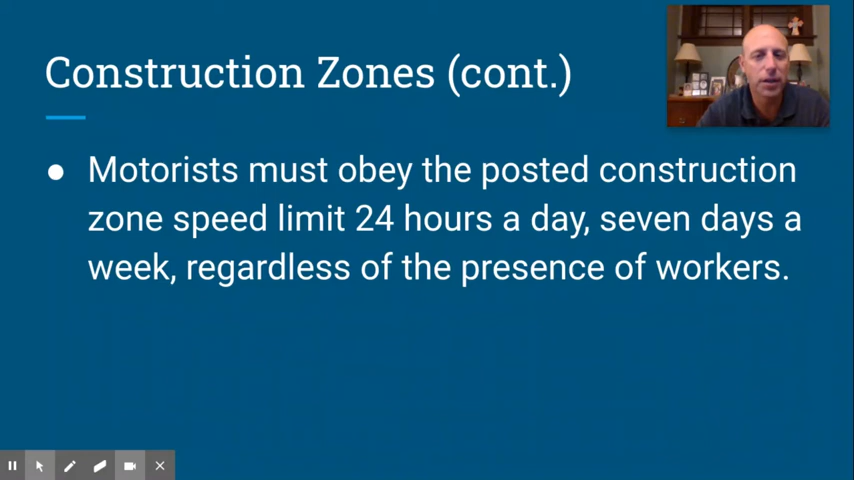 Construction Zones (cont.)
● Motorists must obey the posted construction
zone speed limit 24 hours a day, seven days a
week, regardless of the presence of workers.